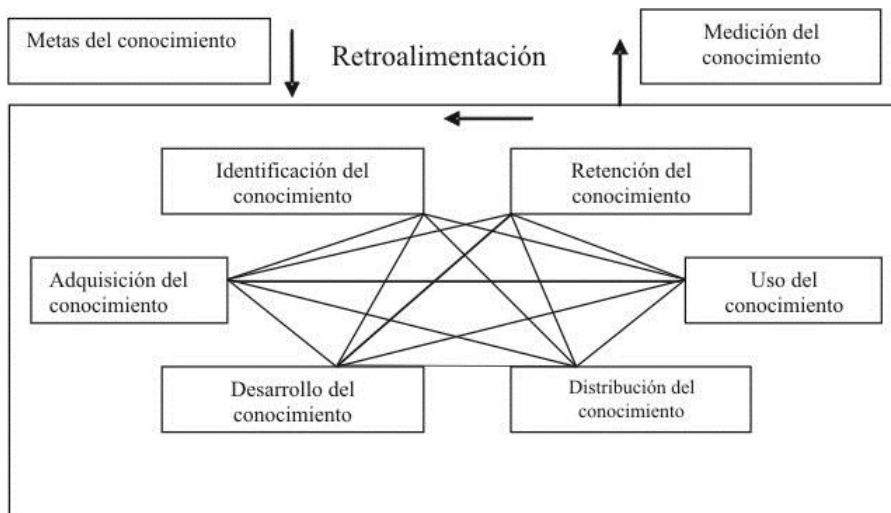 Metas del conocimiento
Retroalimentación
Medición del
conocimiento
Identificación del
conocimiento
Retención del
conocimiento
Adquisición del
conocimiento
Uso del
conocimiento
Desarrollo del
conocimiento
Distribución del
conocimiento